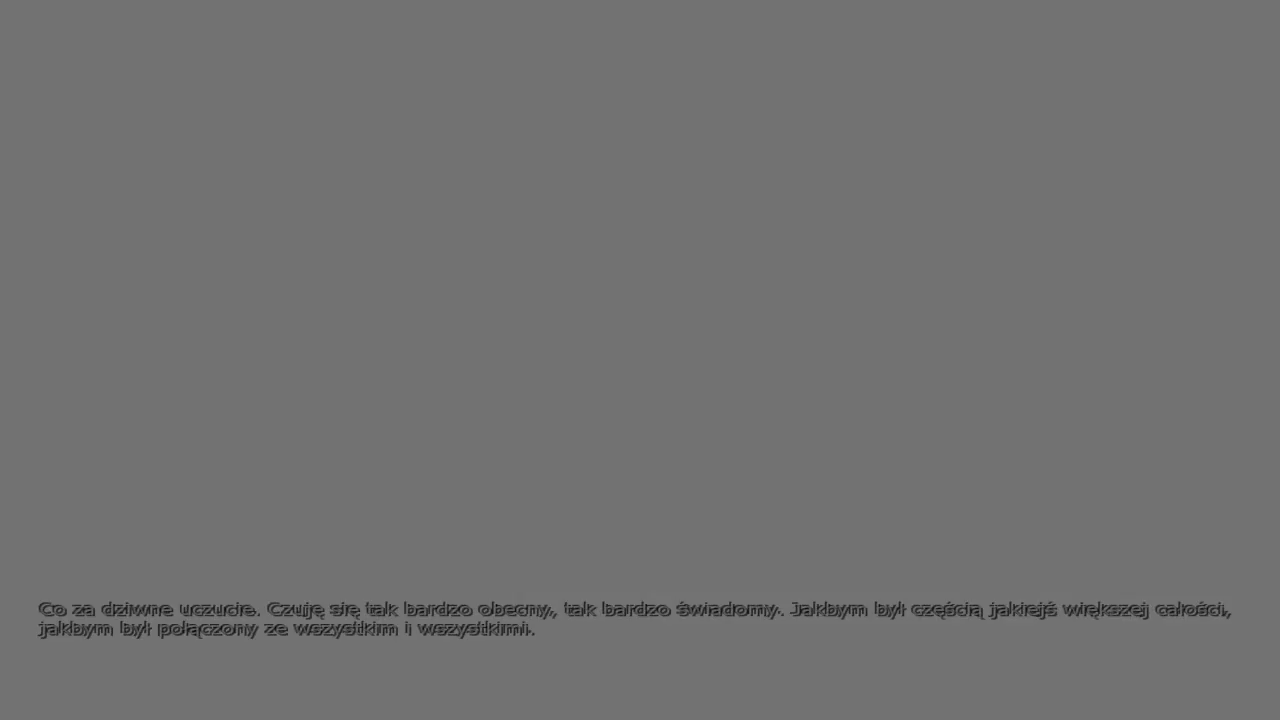 Co za dziwne uczucie. Czuję się tak bardzo obecny, tak bardzo świadomy. Jakbym był częścią jakiejś większej całości,
jakbym był połączony ze wszystkim i wszystkimi.